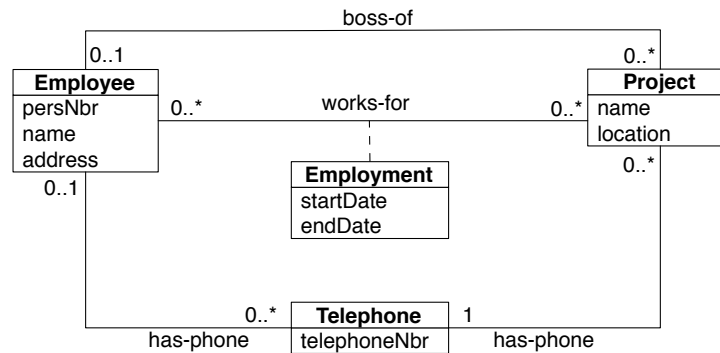 boss-of
0..1
0..*
Employee
persNbr
name
address
0..*
works-for
0..*
Project
name
location
0..1
0..*
Employment
startDate
endDate
0..*
Telephone
telephoneNbr
1
has-phone
has-phone